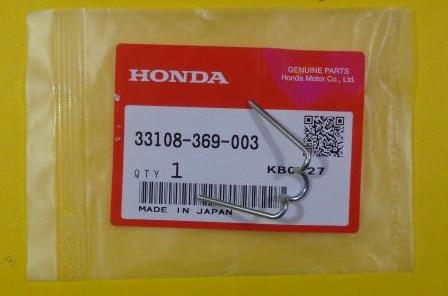 HONDA
GENUINE PARTS
Honda Motor Co., Ltd.
33108-369-003
QTY 1
MADE IN JAPAN